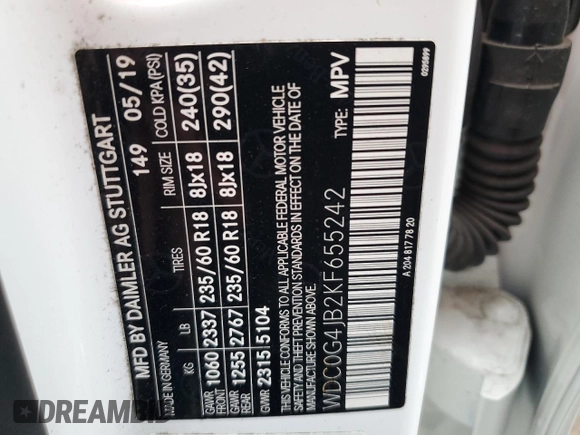 MFD BY DAIMLER AG STUTTGART
MADE IN GERMANY 149 05/19
KG LB TIRES RIM SIZE COLD KPA(PSI)
GAWR FRONT 1060 2337 235/60 R18 8Jx18 240(35)
GAWR REAR 1255 2767 235/60 R18 8Jx18 290(42)
GVWR 2315 5104
THIS VEHICLE CONFORMS TO ALL APPLICABLE FEDERAL MOTOR VEHICLE
SAFETY AND THEFT PREVENTION STANDARDS IN EFFECT ON THE DATE OF
MANUFACTURE SHOWN ABOVE.
WDC0G4JB2KF655242 TYPE: MPV
A 204 817 78 20 0295899
DREAMBID